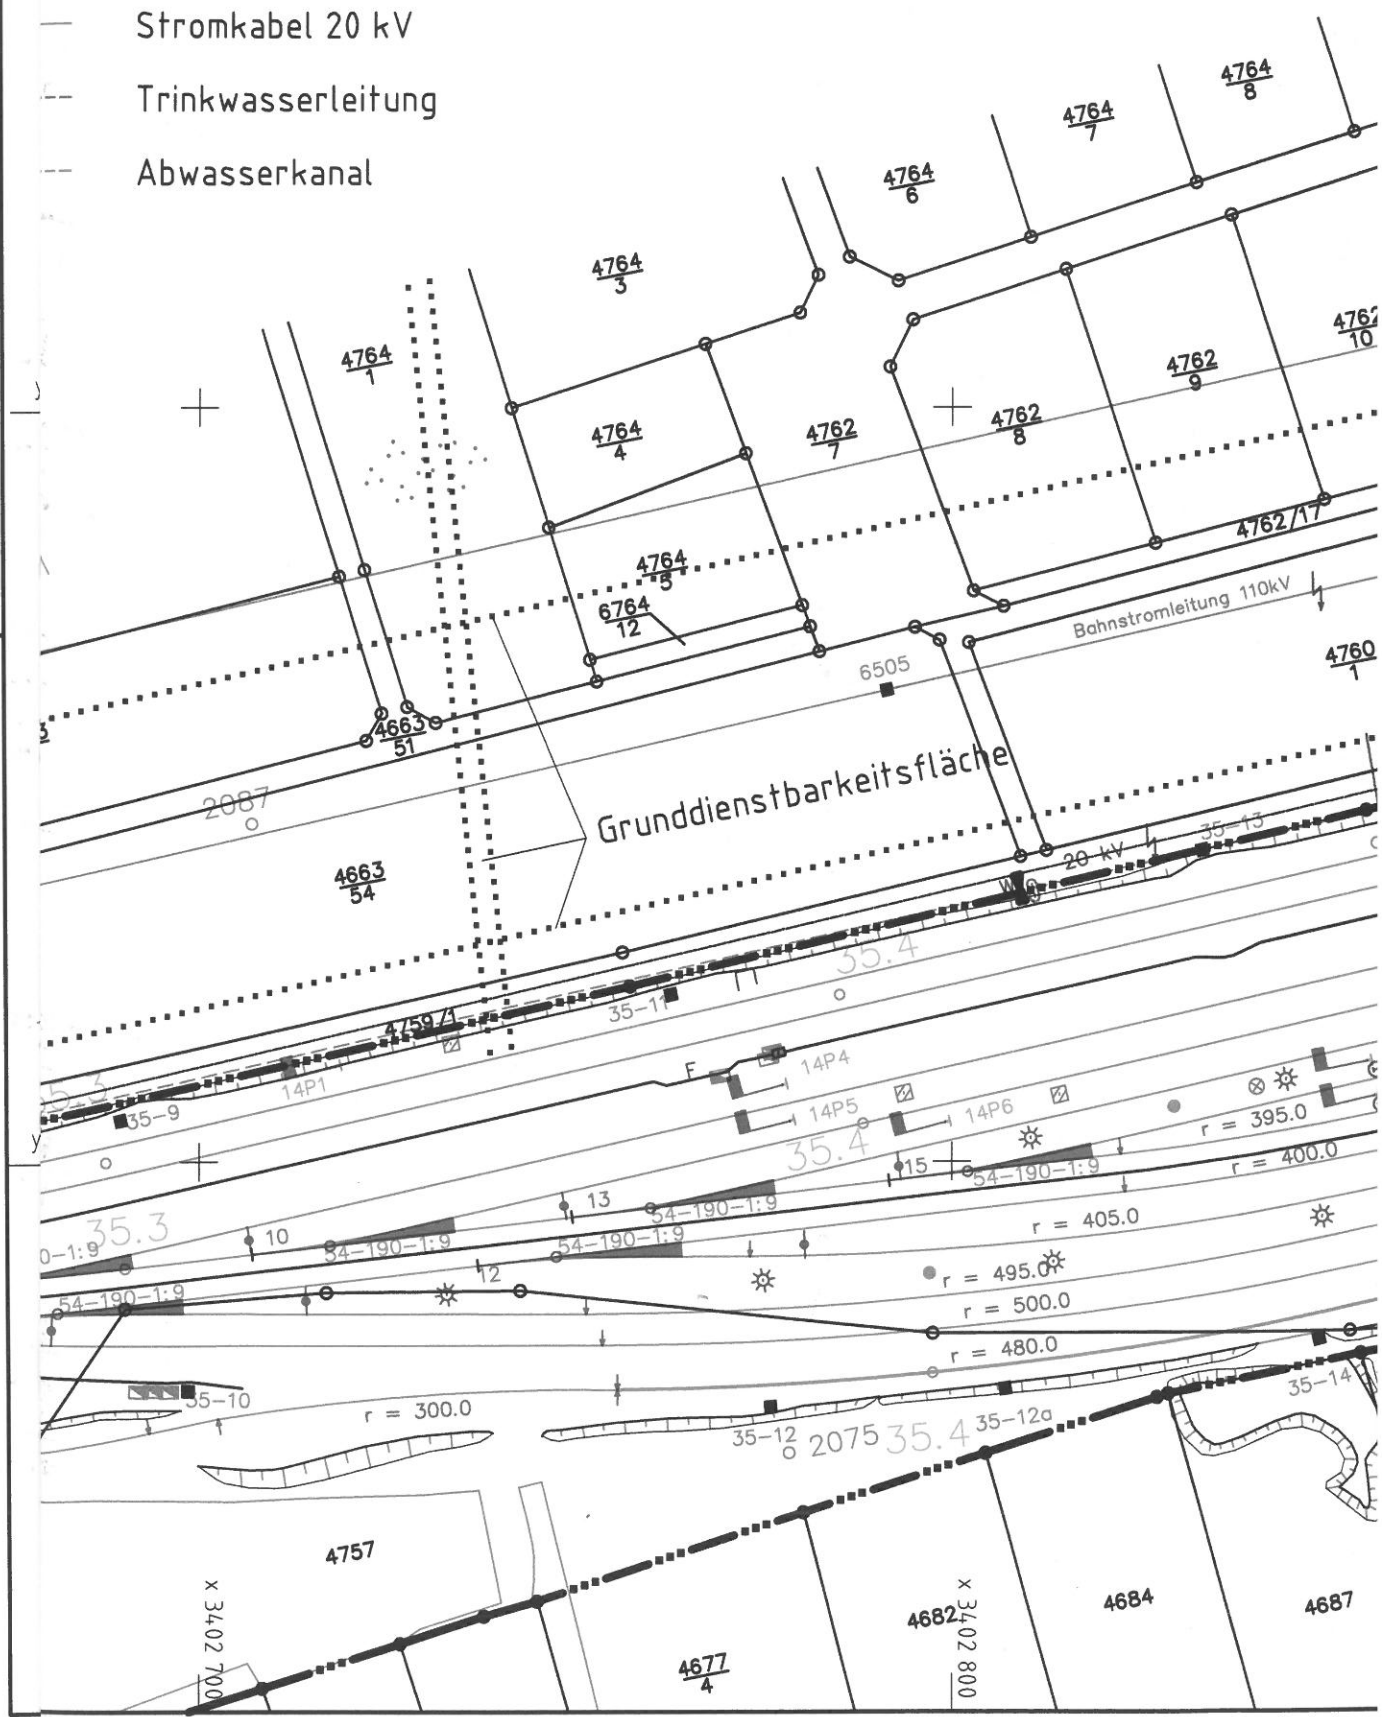 Stromkabel 20 kV
Trinkwasserleitung
Abwasserkanal
4764
8
4764
7
4764
6
4764
3
4764
1
4762
10
4762
9
4762
8
4762
7
4764
4
4764
5
4762/17
6764
12
Bahnstromleitung 110kV
6505
4760
1
3
4663
51
Grunddienstbarkeitsfläche
2087
4663
54
35-13
20 kV
W
35.4
35-11
4759/1
5.3
14P1
35-9
F
14P4
14P5
14P6
r = 395.0
35.4
r = 400.0
15
54-190-1:9
y
13
54-190-1:9
r = 405.0
35.3
10
54-190-1:9
54-190-1:9
0-1:9
12
r = 495.0
54-190-1:9
r = 500.0
r = 480.0
35-10
35-14
r = 300.0
35-12
2075
35.4
35-12a
4757
x 3402 700
x 3402 800
4682
4684
4687
4677
4